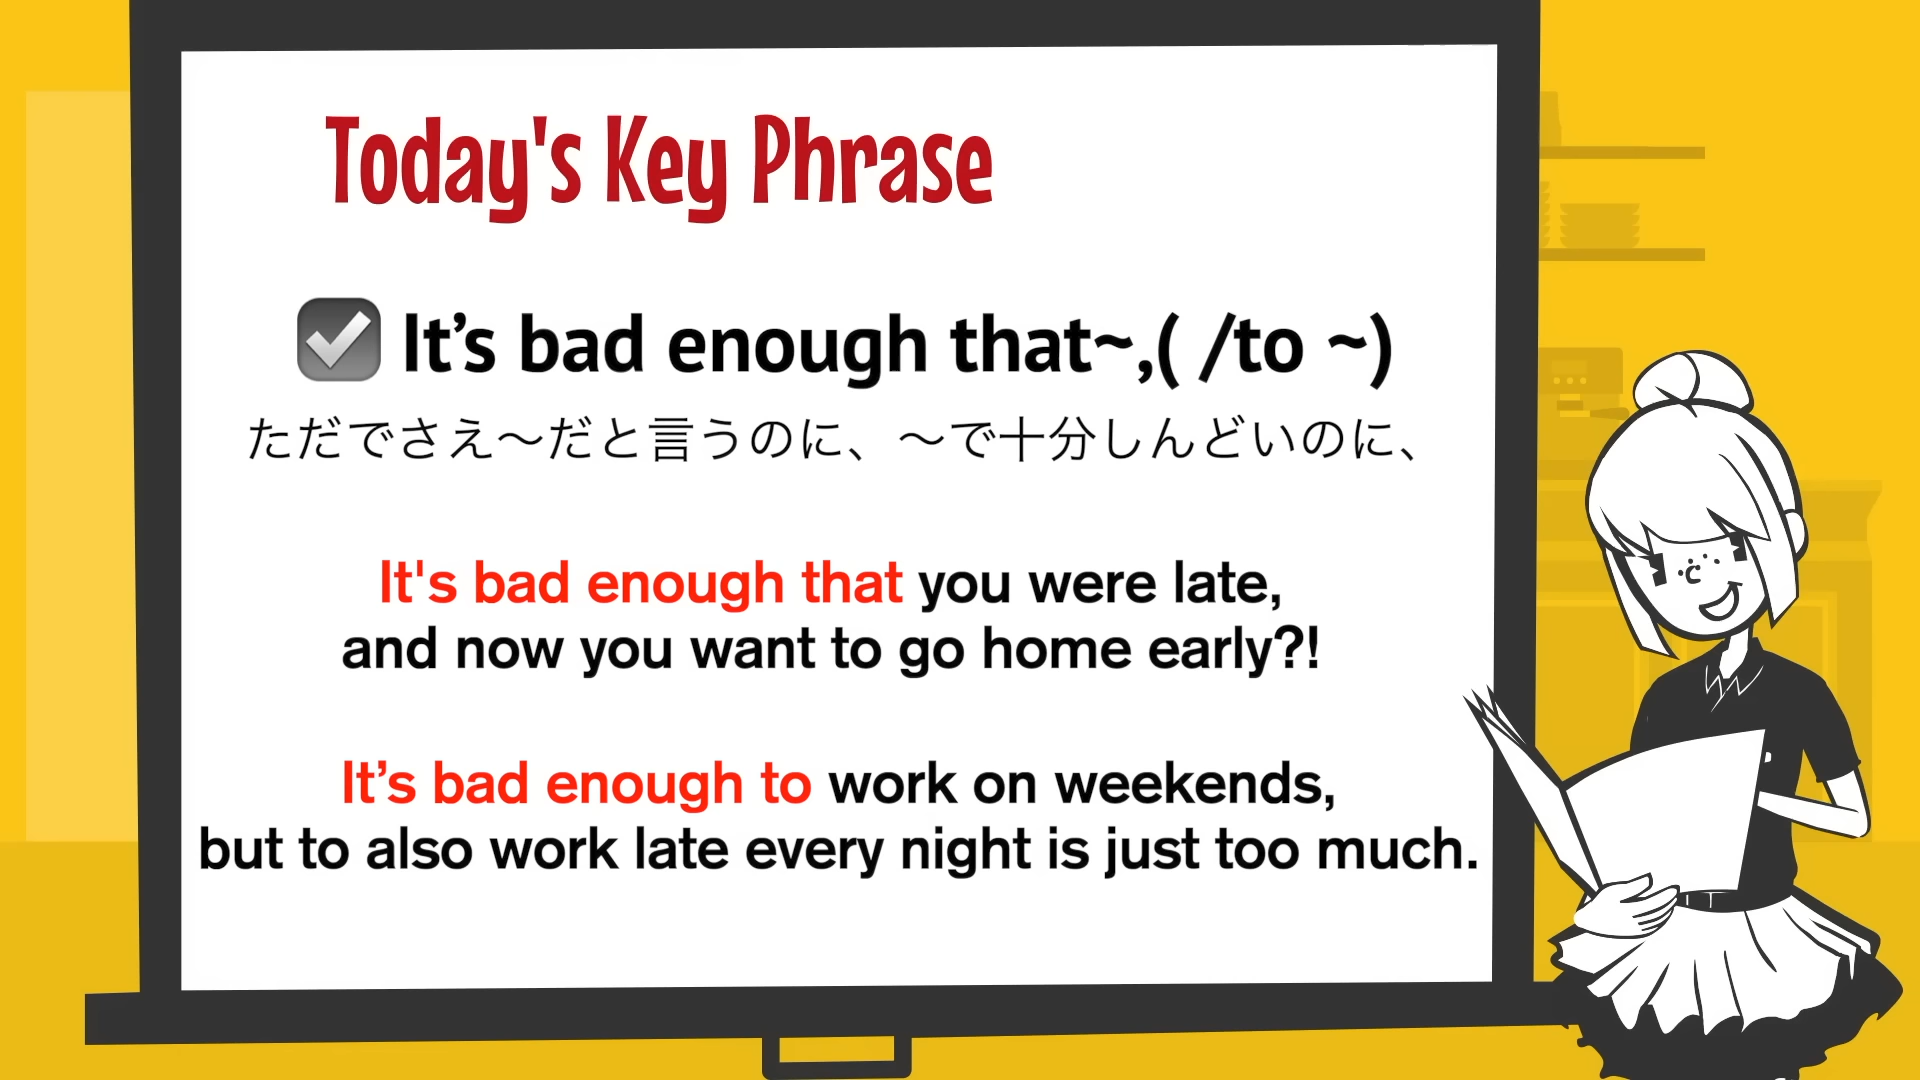 Today's Key Phrase
It’s bad enough that~,( /to ~)
ただでさえ〜だと言うのに、〜で十分しんどいのに、
It's bad enough that you were late,
and now you want to go home early?!
It’s bad enough to work on weekends,
but to also work late every night is just too much.